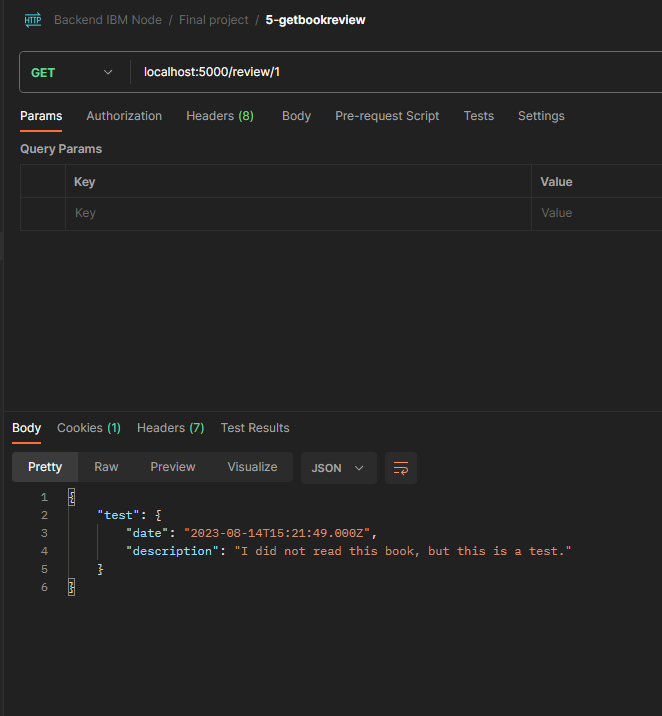 HTTP Backend IBM Node / Final project / 5-getbookreview
GET localhost:5000/review/1
Params Authorization Headers (8) Body Pre-request Script Tests Settings
Query Params
Key Value
Key Value
Body Cookies (1) Headers (7) Test Results
Pretty Raw Preview Visualize JSON
1 {
2 "test": {
3 "date": "2023-08-14T15:21:49.000Z",
4 "description": "I did not read this book, but this is a test."
5 }
6 }